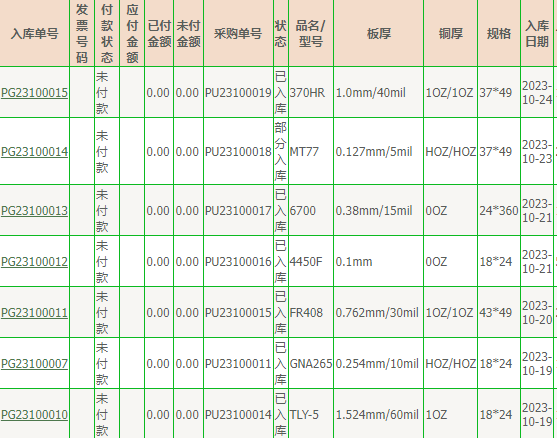 入库单号 发票号码 付款状态 应付金额 已付金额 未付金额 采购单号 状态 品名/型号 板厚 铜厚 规格 入库日期
PG23100015 未付款 0.00 0.00 PU23100019 已入库 370HR 1.0mm/40mil 1OZ/1OZ 37*49 2023-10-24
PG23100014 未付款 0.00 0.00 PU23100018 部分入库 MT77 0.127mm/5mil HOZ/HOZ 37*49 2023-10-23
PG23100013 未付款 0.00 0.00 PU23100017 已入库 6700 0.38mm/15mil 0OZ 24*360 2023-10-21
PG23100012 未付款 0.00 0.00 PU23100016 已入库 4450F 0.1mm 0OZ 18*24 2023-10-21
PG23100011 未付款 0.00 0.00 PU23100015 已入库 FR408 0.762mm/30mil 1OZ/1OZ 43*49 2023-10-20
PG23100007 未付款 0.00 0.00 PU23100011 已入库 GNA265 0.254mm/10mil HOZ/HOZ 18*24 2023-10-19
PG23100010 未付款 0.00 0.00 PU23100014 已入库 TLY-5 1.524mm/60mil 1OZ 18*24 2023-10-19